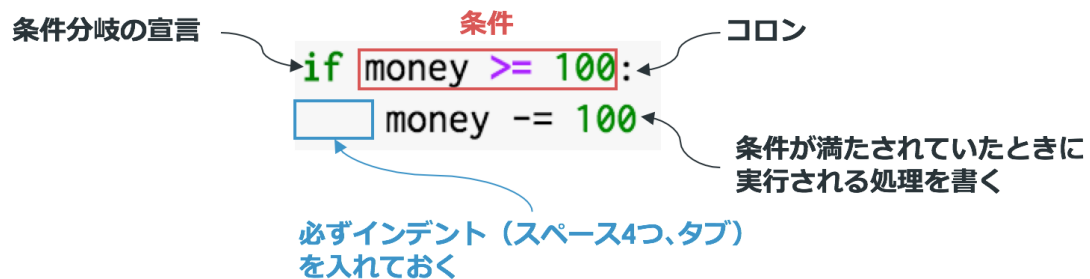 条件
条件分岐の宣言
コロン
if money >= 100:
money -= 100
条件が満たされていたときに
実行される処理を書く
必ずインデント（スペース4つ、タブ）
を入れておく